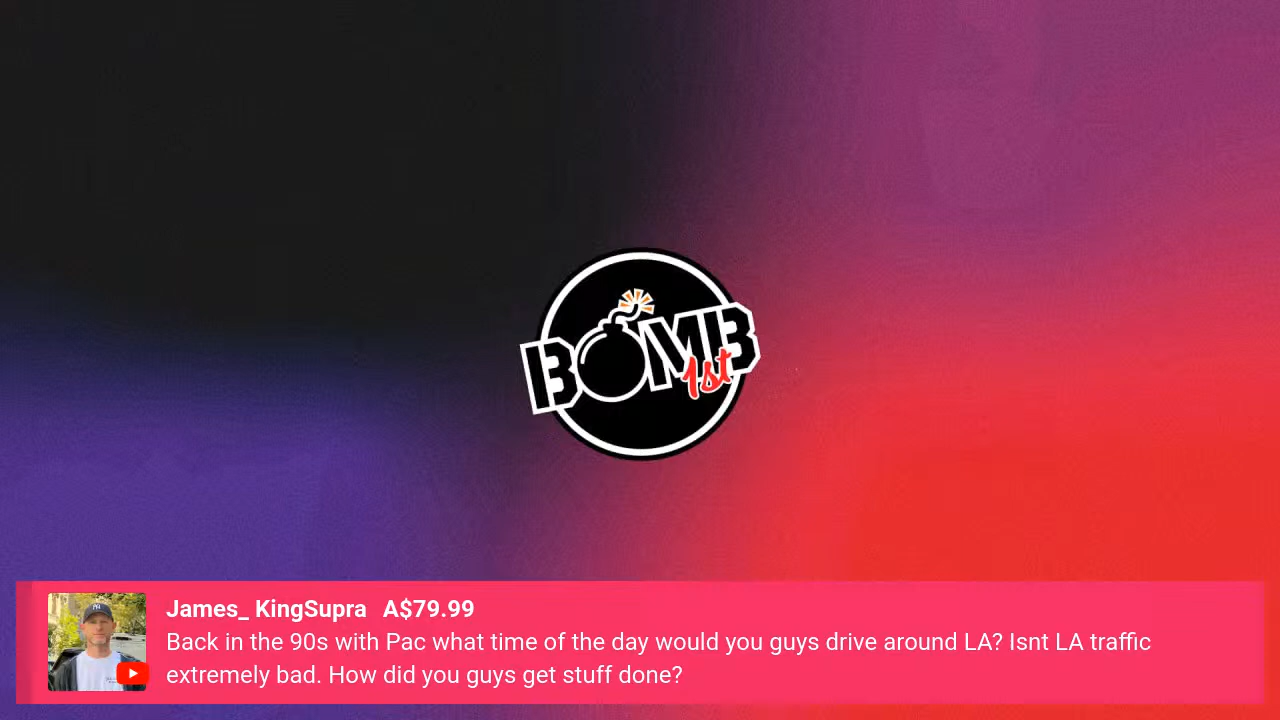 BOMB
1st
James_ KingSupra A$79.99
Back in the 90s with Pac what time of the day would you guys drive around LA? Isnt LA traffic
extremely bad. How did you guys get stuff done?